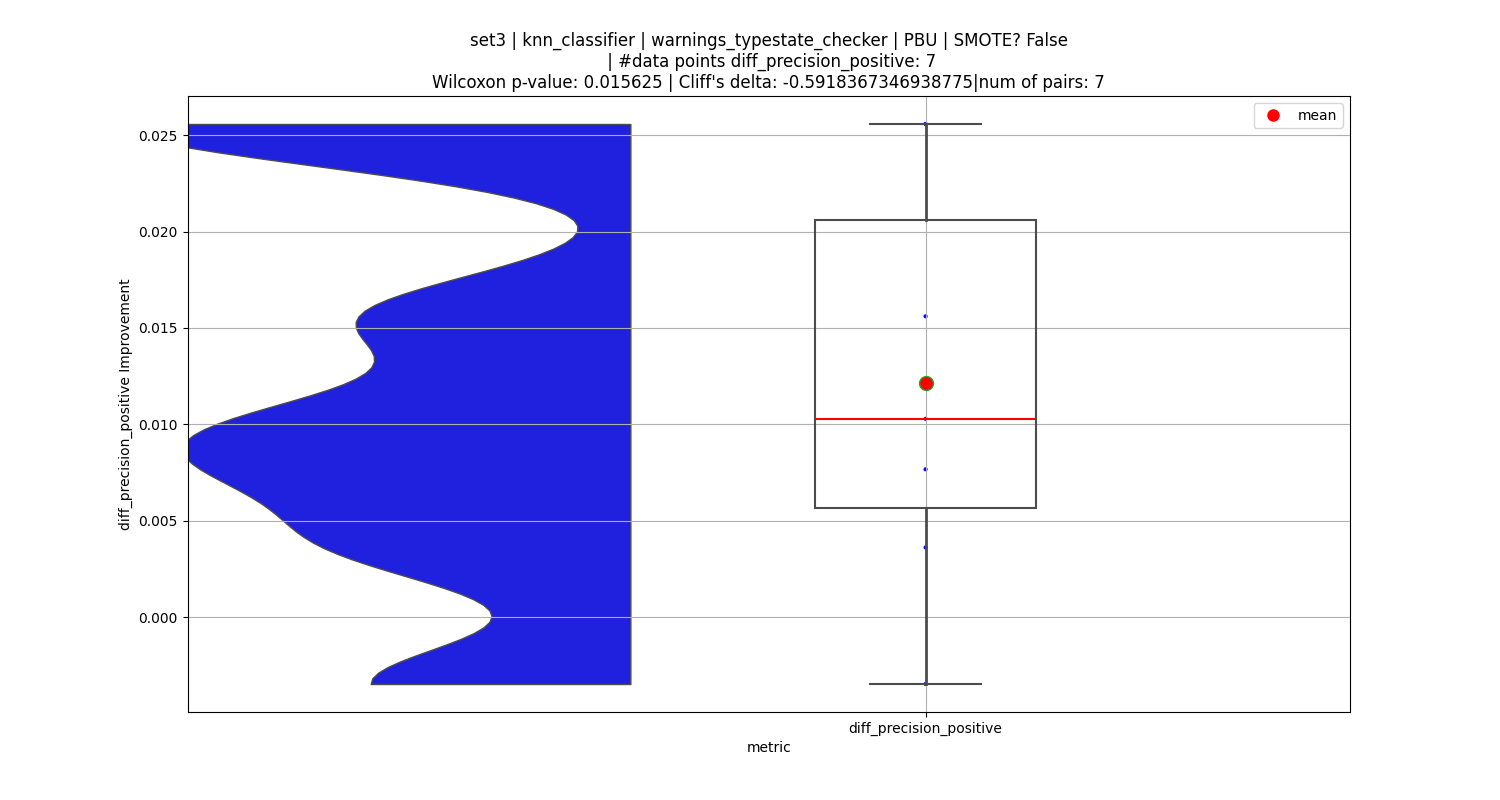 set3 | knn_classifier | warnings_typestate_checker | PBU | SMOTE? False
| #data points diff_precision_positive: 7
Wilcoxon p-value: 0.015625 | Cliff's delta: -0.5918367346938775|num of pairs: 7
mean
0.025
0.020
0.015
0.010
0.005
0.000
diff_precision_positive Improvement
diff_precision_positive
metric